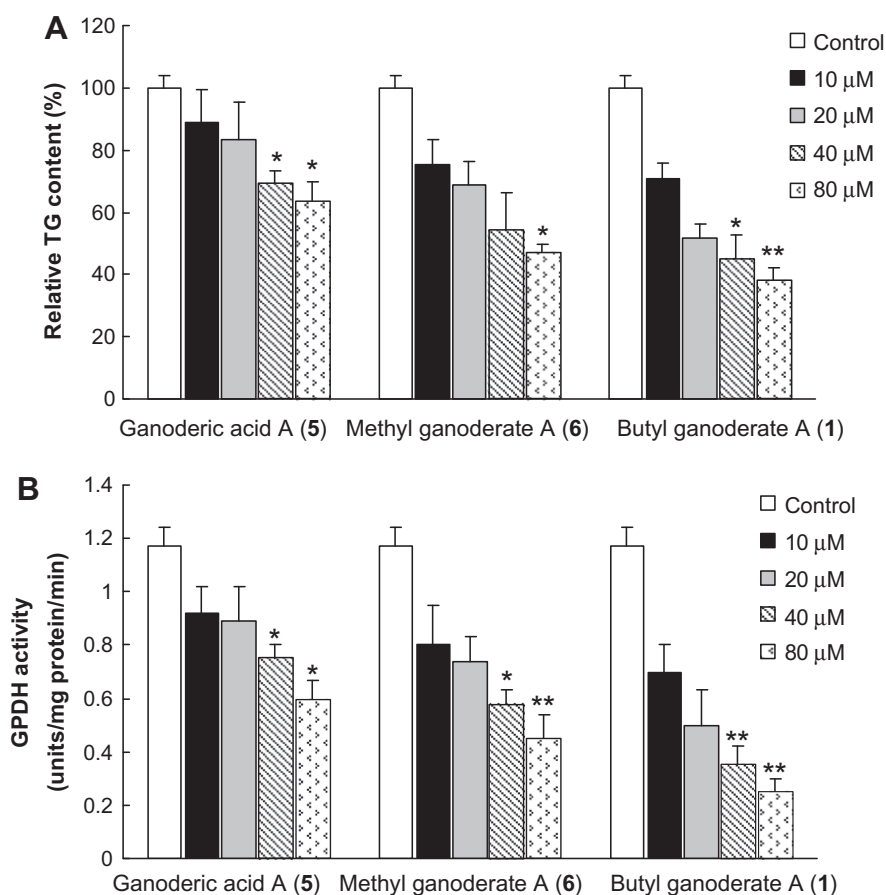 A
120
100
80
60
40
20
0
Relative TG content (%)
Control
10 μM
20 μM
40 μM
80 μM
* *
*
* **
Ganoderic acid A (5) Methyl ganoderate A (6) Butyl ganoderate A (1)
B
1.4
1.2
1
0.8
0.6
0.4
0.2
0
GPDH activity
(units/mg protein/min)
Control
10 μM
20 μM
40 μM
80 μM
* *
* **
** **
Ganoderic acid A (5) Methyl ganoderate A (6) Butyl ganoderate A (1)